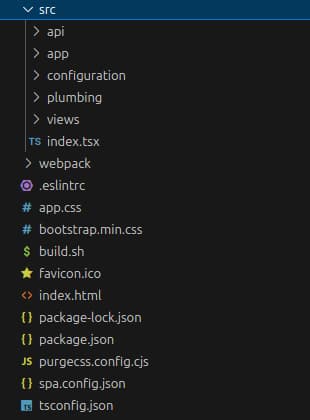 src
api
app
configuration
plumbing
views
TS index.tsx
webpack
.eslintrc
# app.css
# bootstrap.min.css
$ build.sh
favicon.ico
<> index.html
{} package-lock.json
{} package.json
JS purgecss.config.cjs
{} spa.config.json
TS tsconfig.json